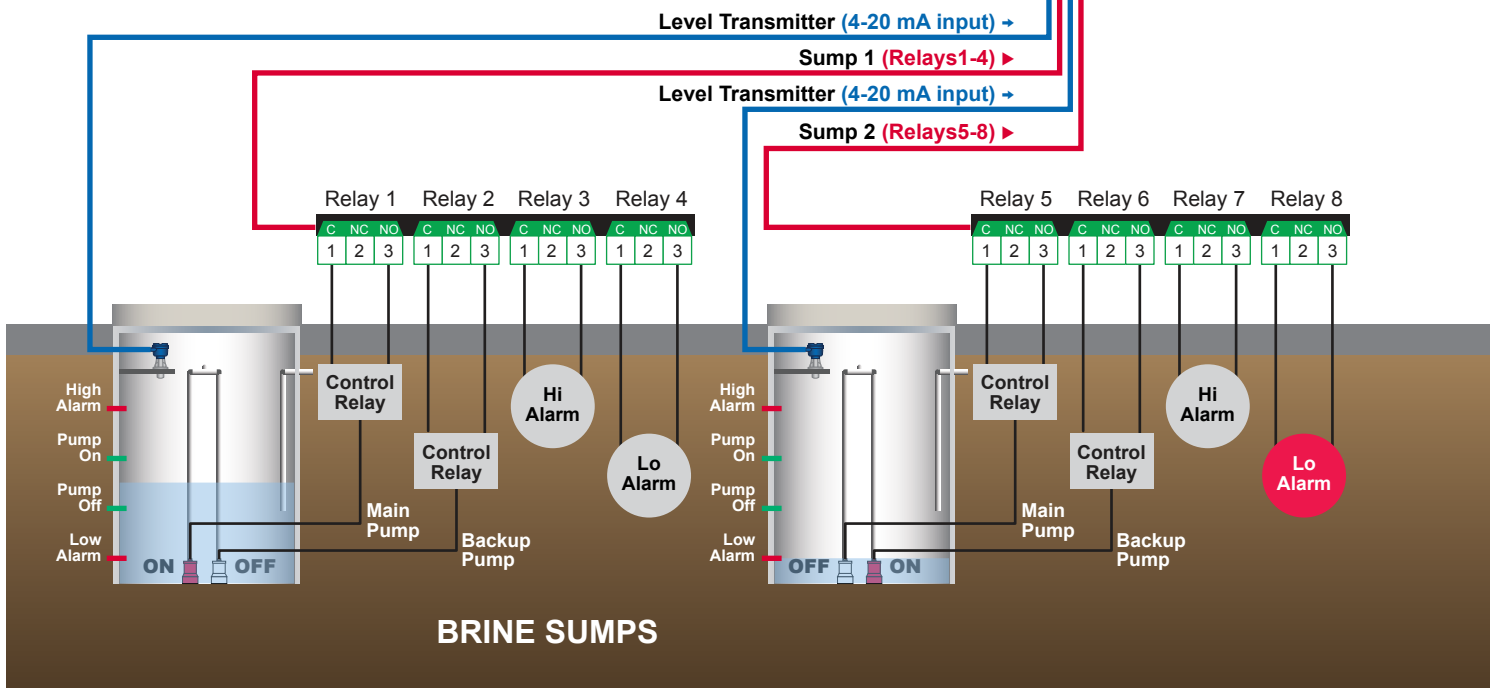 Level Transmitter (4-20 mA input) →
Sump 1 (Relays1-4) ►
Level Transmitter (4-20 mA input) →
Sump 2 (Relays5-8) ►
Relay 1 Relay 2 Relay 3 Relay 4
C NC NO C NC NO C NC NO C NC NO
1 2 3 1 2 3 1 2 3 1 2 3
Relay 5 Relay 6 Relay 7 Relay 8
C NC NO C NC NO C NC NO C NC NO
1 2 3 1 2 3 1 2 3 1 2 3
High
Alarm
Pump
On
Pump
Off
Low
Alarm
ON OFF
Control
Relay
Control
Relay
Hi
Alarm
Lo
Alarm
Main
Pump
Backup
Pump
High
Alarm
Pump
On
Pump
Off
Low
Alarm
OFF ON
Control
Relay
Control
Relay
Hi
Alarm
Lo
Alarm
Main
Pump
Backup
Pump
BRINE SUMPS